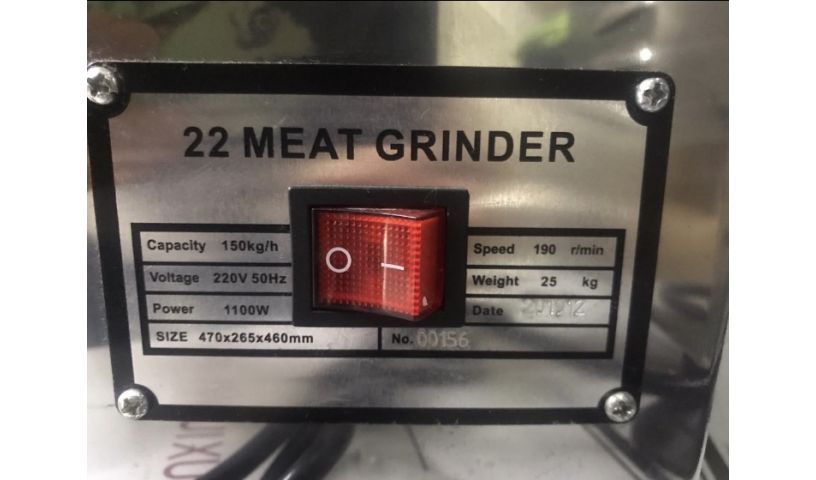 22 MEAT GRINDER
Capacity 150kg/h
Speed 190 r/min
Voltage 220V 50Hz
Weight 25 kg
Power 1100W
Date
SIZE 470x265x460mm
No. 00156
O I
JIXU